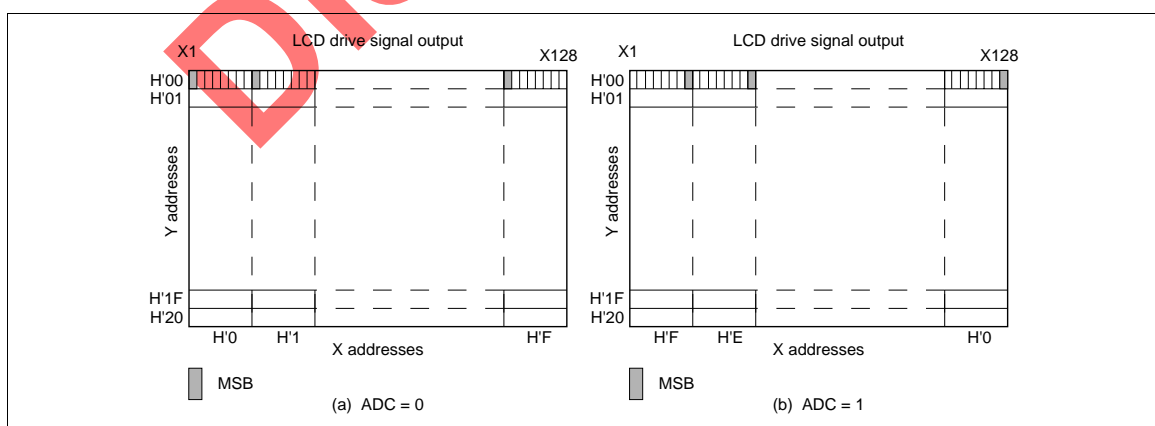 LCD drive signal output
X1 X128
H'00
H'01
Y addresses
H'1F
H'20
H'0 H'1 H'F
X addresses
MSB
(a) ADC = 0
LCD drive signal output
X1 X128
H'00
H'01
Y addresses
H'1F
H'20
H'F H'E H'0
X addresses
MSB
(b) ADC = 1